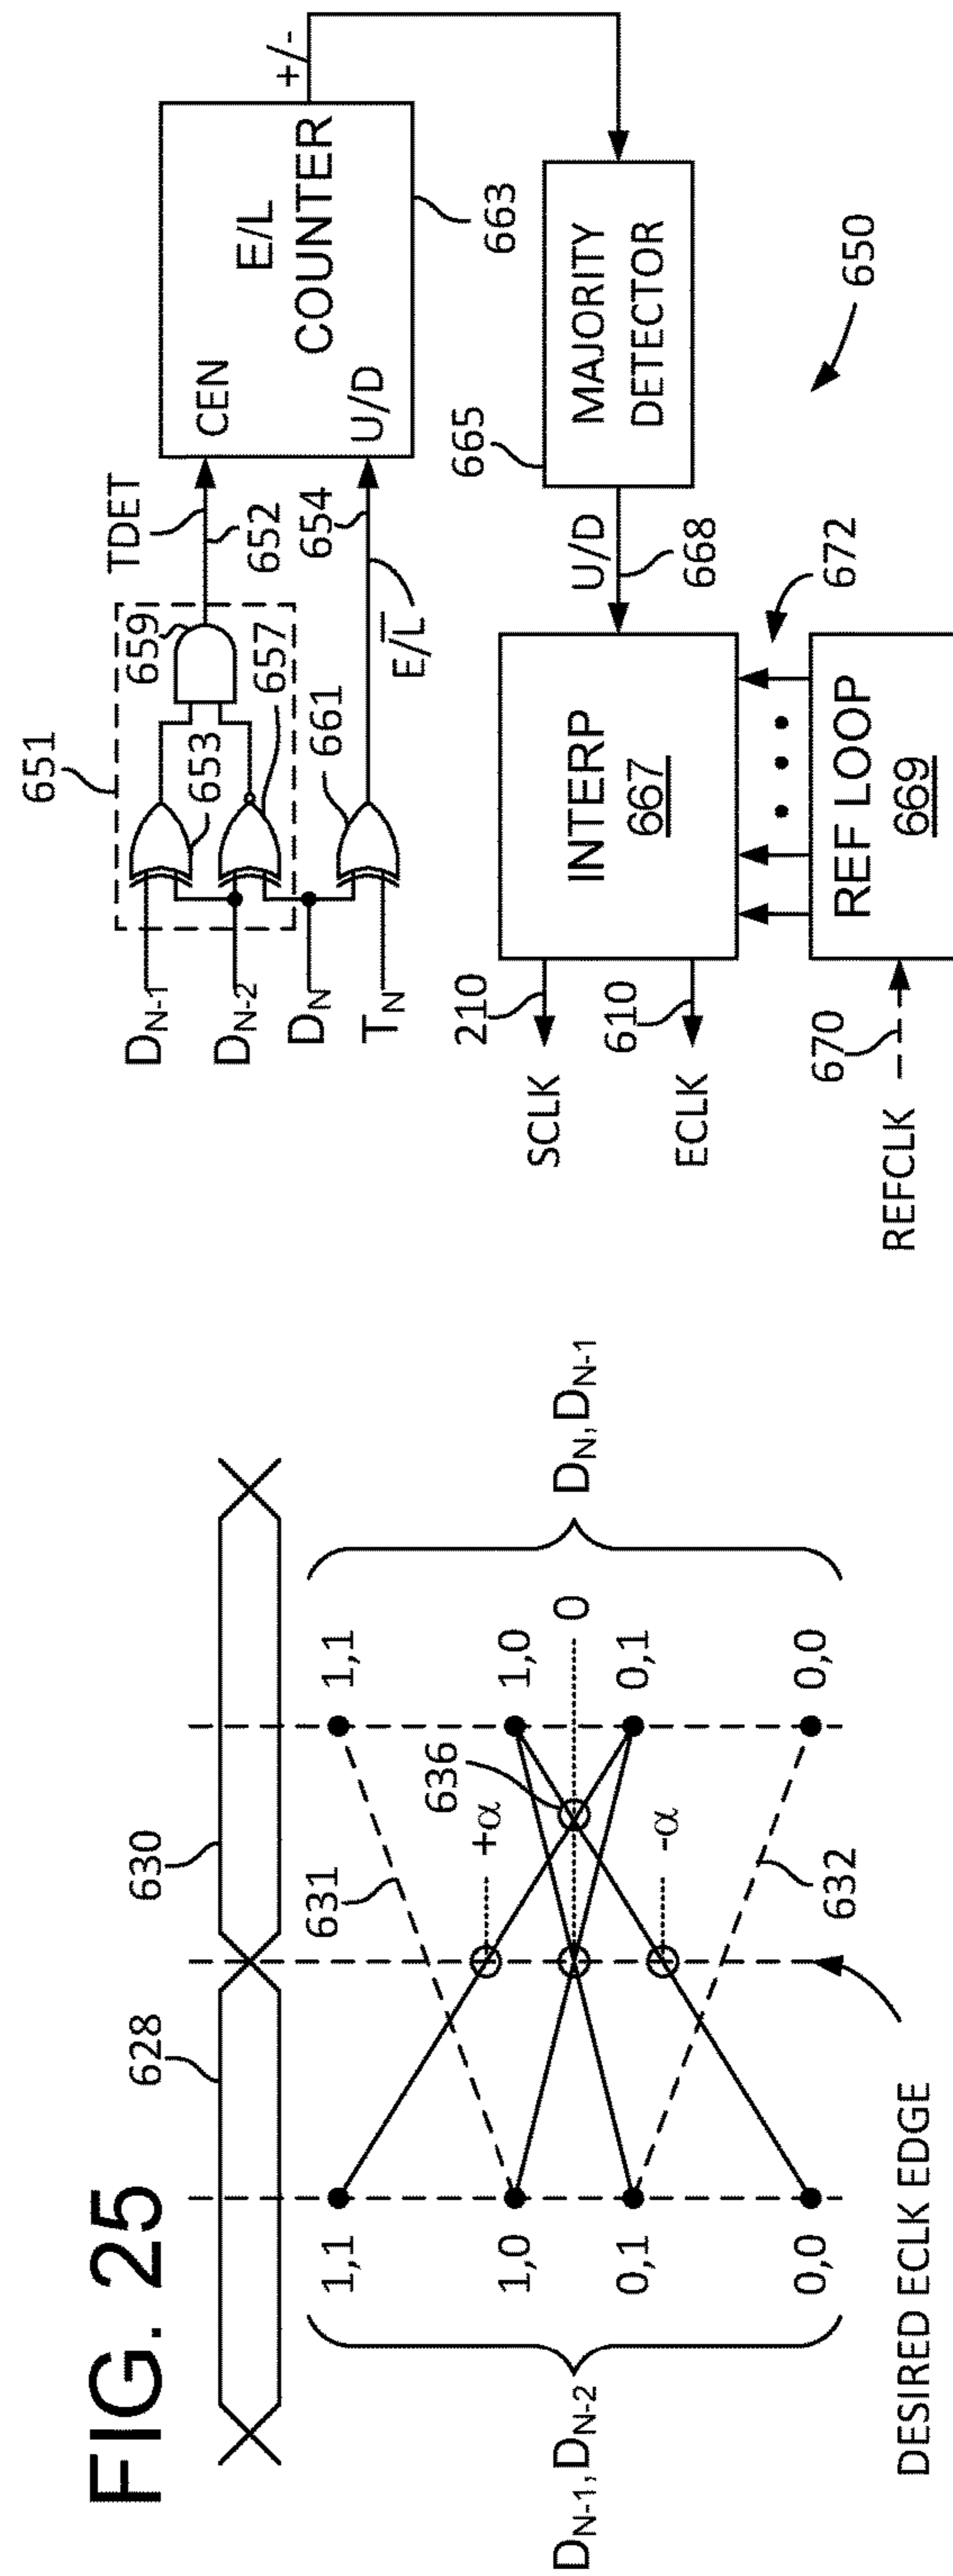 FIG. 25
628
630
D_{N-1}, D_{N-2}
1,1
1,0
0,1
0,0
631
632
636
+α
-α
0
1,1
1,0
0,1
0,0
D_N, D_{N-1}
DESIRED ECLK EDGE
651
D_{N-1}
D_{N-2}
D_N
T_N
653
659
657
661
TDET
652
654
E/L̅
CEN
U/D
E/L
COUNTER
663
+/-
MAJORITY
DETECTOR
665
U/D
668
INTERP
667
SCLK
210
ECLK
610
672
REF LOOP
669
REFCLK
670
650